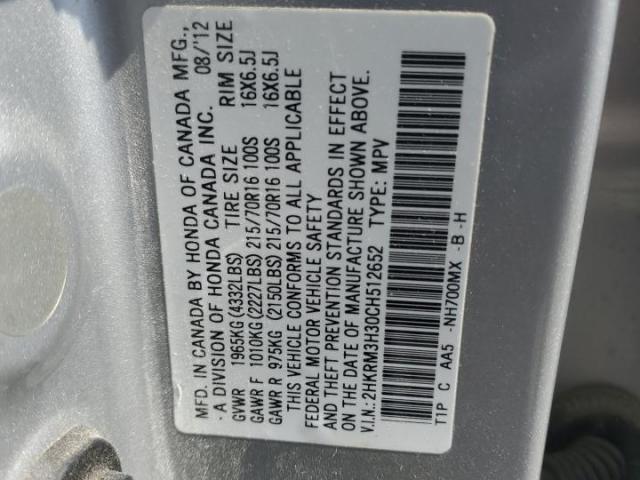 MFD. IN CANADA BY HONDA OF CANADA MFG.,
- A DIVISION OF HONDA CANADA INC. 08/'12
GVWR 1965KG(4332LBS) TIRE SIZE RIM SIZE
GAWR F 1010KG(2227LBS)215/70R16 100S 16X6.5J
GAWR R 975KG (2150LBS)215/70R16 100S 16X6.5J
THIS VEHICLE CONFORMS TO ALL APPLICABLE
FEDERAL MOTOR VEHICLE SAFETY
AND THEFT PREVENTION STANDARDS IN EFFECT
ON THE DATE OF MANUFACTURE SHOWN ABOVE.
V.I.N.: 2HKRM3H30CH512652 TYPE: MPV
T1P C AA5 -NH700MX -B -H